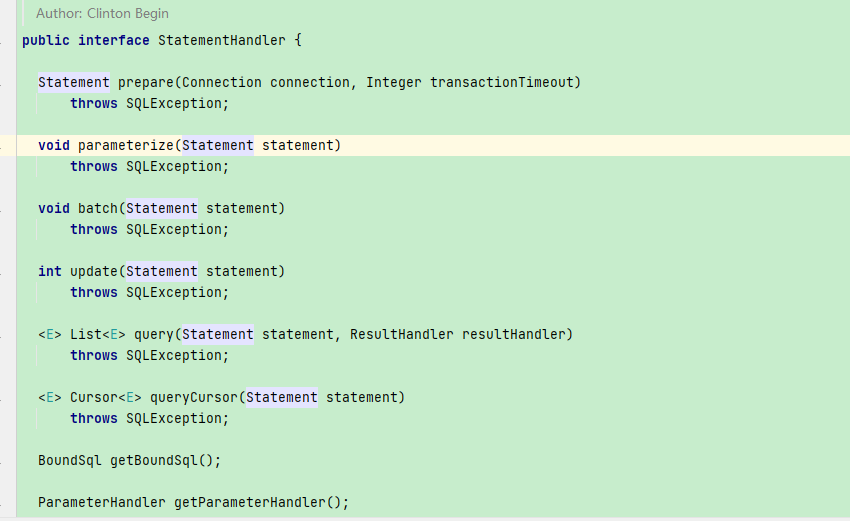 Author: Clinton Begin
public interface StatementHandler {
Statement prepare(Connection connection, Integer transactionTimeout)
throws SQLException;
void parameterize(Statement statement)
throws SQLException;
void batch(Statement statement)
throws SQLException;
int update(Statement statement)
throws SQLException;
<E> List<E> query(Statement statement, ResultHandler resultHandler)
throws SQLException;
<E> Cursor<E> queryCursor(Statement statement)
throws SQLException;
BoundSql getBoundSql();
ParameterHandler getParameterHandler();